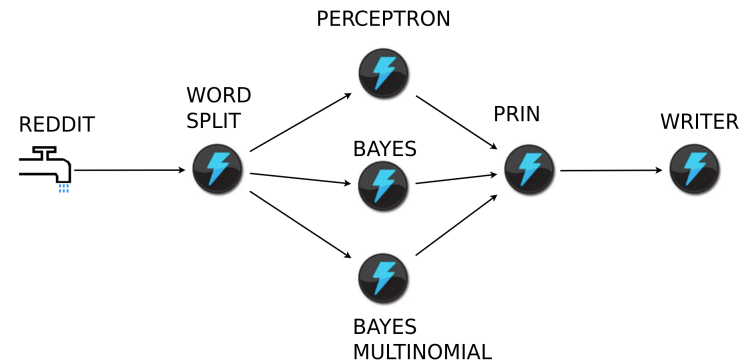 PERCEPTRON
WORD
SPLIT
PRIN
REDDIT
WRITER
BAYES
BAYES
MULTINOMIAL